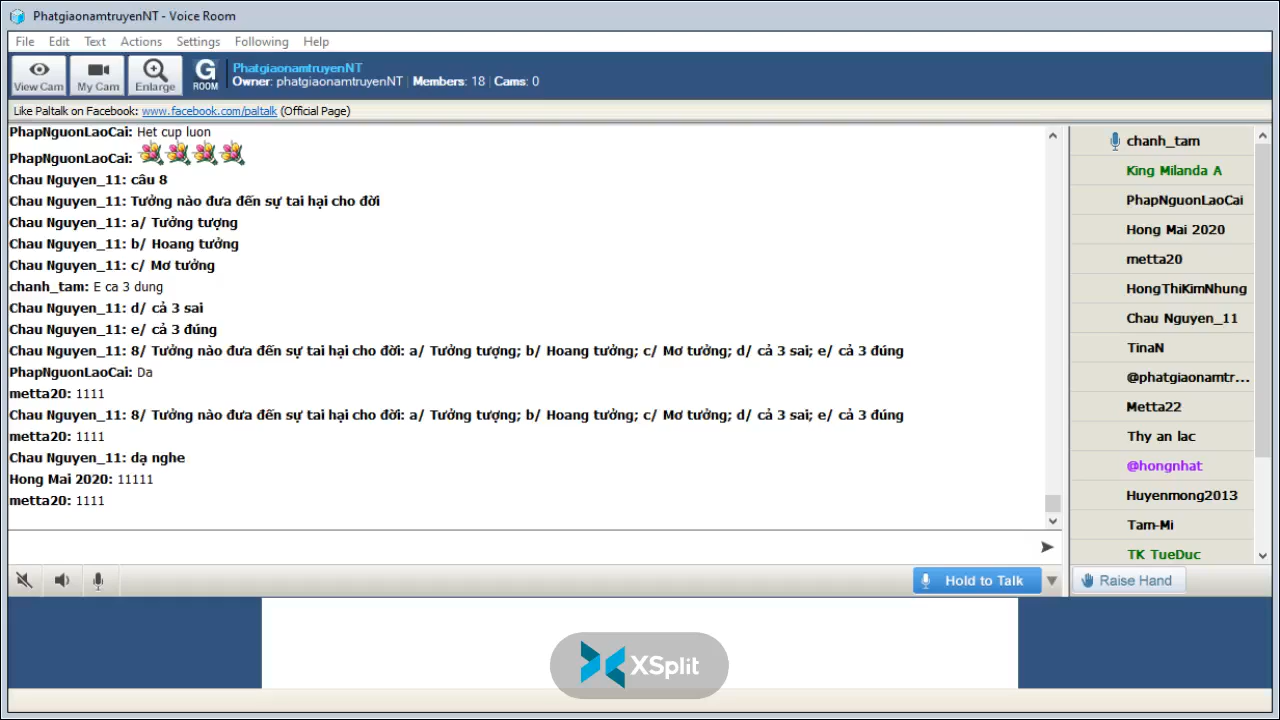 PhatgiaonamtruyenNT - Voice Room
File Edit Text Actions Settings Following Help
View Cam My Cam Enlarge G ROOM
PhatgiaonamtruyenNT
Owner: phatgiaonamtruyenNT | Members: 18 | Cams: 0
Like Paltalk on Facebook: www.facebook.com/paltalk (Official Page)
PhapNguonLaoCai: Het cup luon
PhapNguonLaoCai:
Chau Nguyen_11: câu 8
Chau Nguyen_11: Tưởng nào đưa đến sự tai hại cho đời
Chau Nguyen_11: a/ Tưởng tượng
Chau Nguyen_11: b/ Hoang tưởng
Chau Nguyen_11: c/ Mơ tưởng
chanh_tam: E ca 3 dung
Chau Nguyen_11: d/ cả 3 sai
Chau Nguyen_11: e/ cả 3 đúng
Chau Nguyen_11: 8/ Tưởng nào đưa đến sự tai hại cho đời: a/ Tưởng tượng; b/ Hoang tưởng; c/ Mơ tưởng; d/ cả 3 sai; e/ cả 3 đúng
PhapNguonLaoCai: Da
metta20: 1111
Chau Nguyen_11: 8/ Tưởng nào đưa đến sự tai hại cho đời: a/ Tưởng tượng; b/ Hoang tưởng; c/ Mơ tưởng; d/ cả 3 sai; e/ cả 3 đúng
metta20: 1111
Chau Nguyen_11: dạ nghe
Hong Mai 2020: 11111
metta20: 1111
chanh_tam
King Milanda A
PhapNguonLaoCai
Hong Mai 2020
metta20
HongThiKimNhung
Chau Nguyen_11
TinaN
@phatgiaonamtr...
Metta22
Thy an lac
@hongnhat
Huyenmong2013
Tam-Mi
TK TueDuc
Hold to Talk
Raise Hand
XSplit